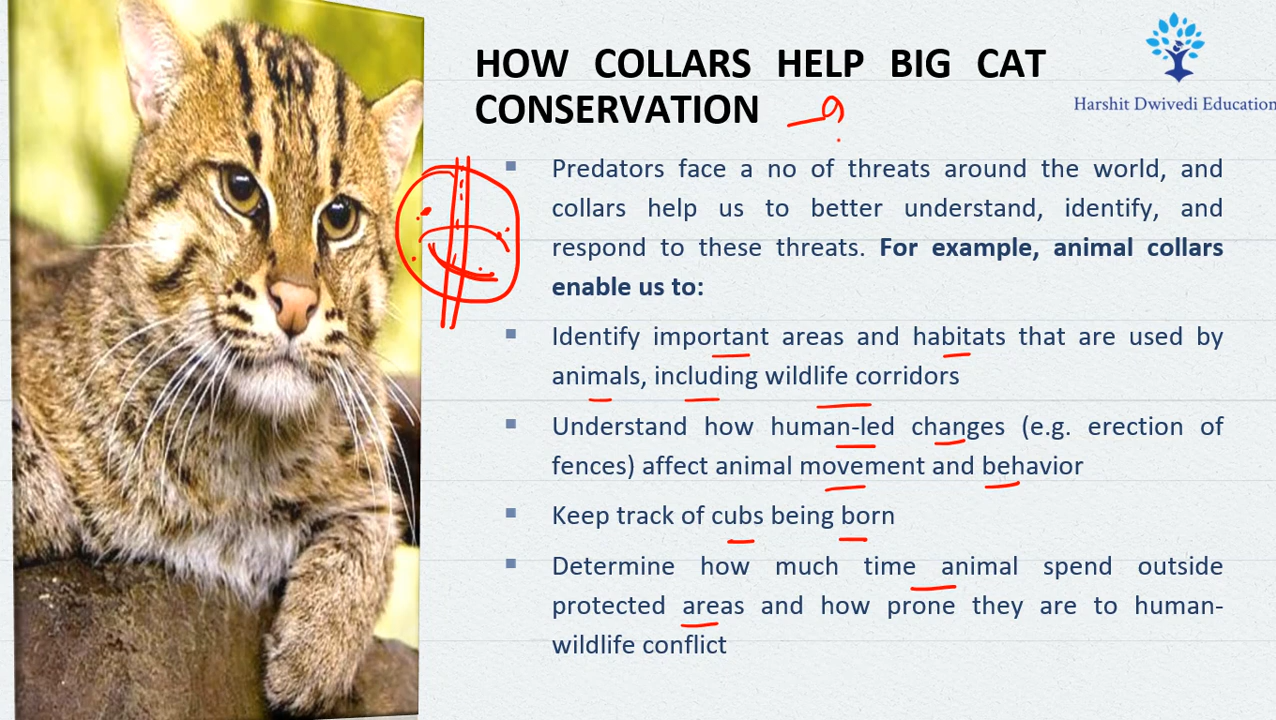 HOW COLLARS HELP BIG CAT
CONSERVATION
Harshit Dwivedi Education
Predators face a no of threats around the world, and
collars help us to better understand, identify, and
respond to these threats. For example, animal collars
enable us to:
Identify important areas and habitats that are used by
animals, including wildlife corridors
Understand how human-led changes (e.g. erection of
fences) affect animal movement and behavior
Keep track of cubs being born
Determine how much time animal spend outside
protected areas and how prone they are to human-
wildlife conflict